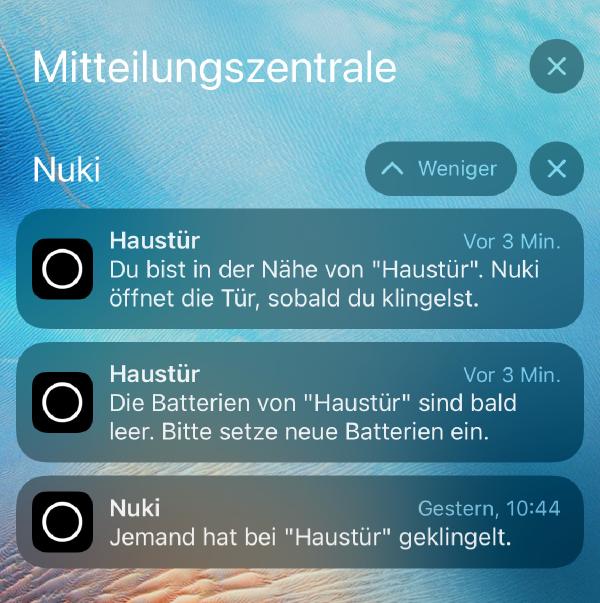 Mitteilungszentrale
Nuki
Weniger
Haustür
Vor 3 Min.
Du bist in der Nähe von "Haustür". Nuki
öffnet die Tür, sobald du klingelst.
Haustür
Vor 3 Min.
Die Batterien von "Haustür" sind bald
leer. Bitte setze neue Batterien ein.
Nuki
Gestern, 10:44
Jemand hat bei "Haustür" geklingelt.